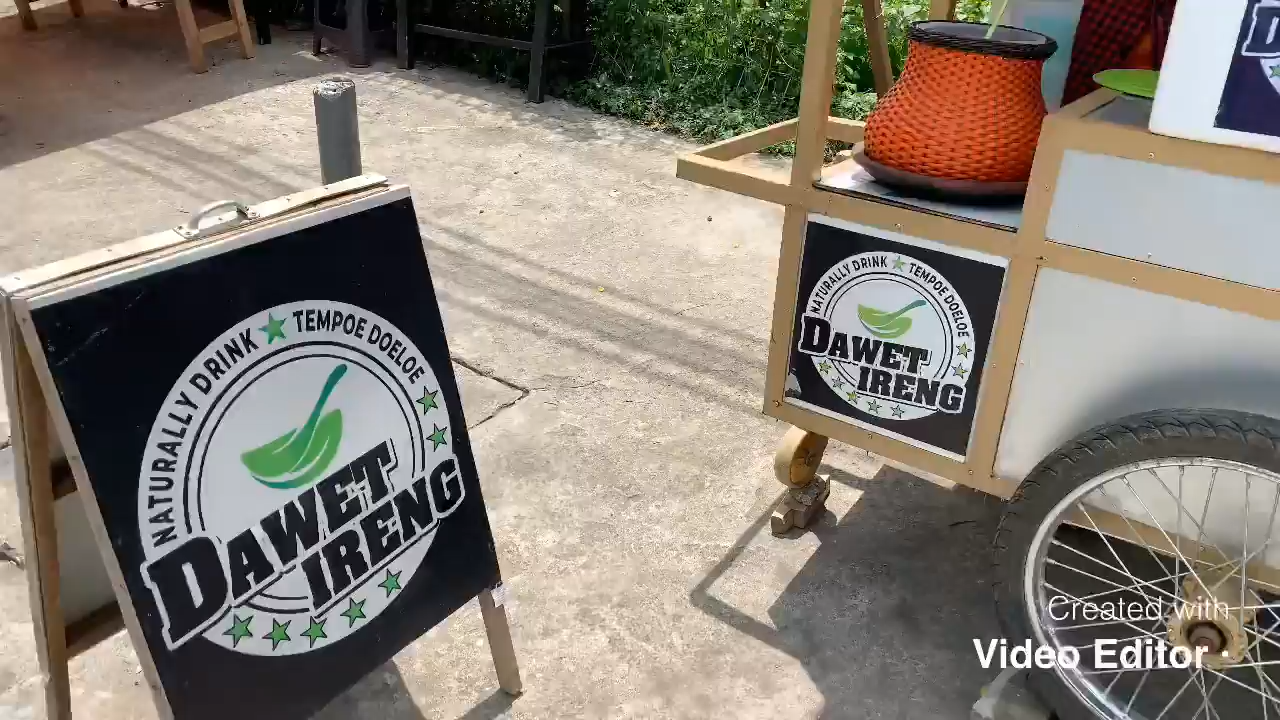 NATURALLY DRINK ★ TEMPOE DOELOE
DAWET
IRENG
NATURALLY DRINK ★ TEMPOE DOELOE
DAWET
IRENG
Created with
Video Editor